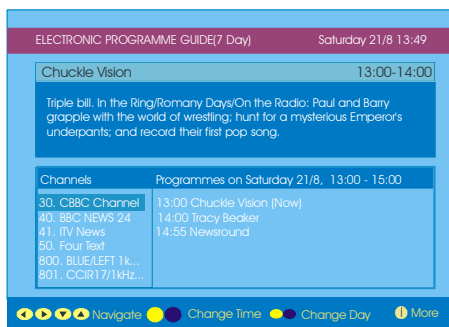 ELECTRONIC PROGRAMME GUIDE(7 Day) Saturday 21/8 13:49
Chuckle Vision 13:00-14:00
Triple bill. In the Ring/Romany Days/On the Radio: Paul and Barry
grapple with the world of wrestling; hunt for a mysterious Emperor's
underpants; and record their first pop song.
Channels Programmes on Saturday 21/8, 13:00 - 15:00
30. CBBC Channel 13:00 Chuckle Vision (Now)
40. BBC NEWS 24 14:00 Tracy Beaker
41. ITV News 14:55 Newsround
50. Four Text
800. BLUE/LEFT 1k...
801. CCIR17/1kHz...
Navigate Change Time Change Day More